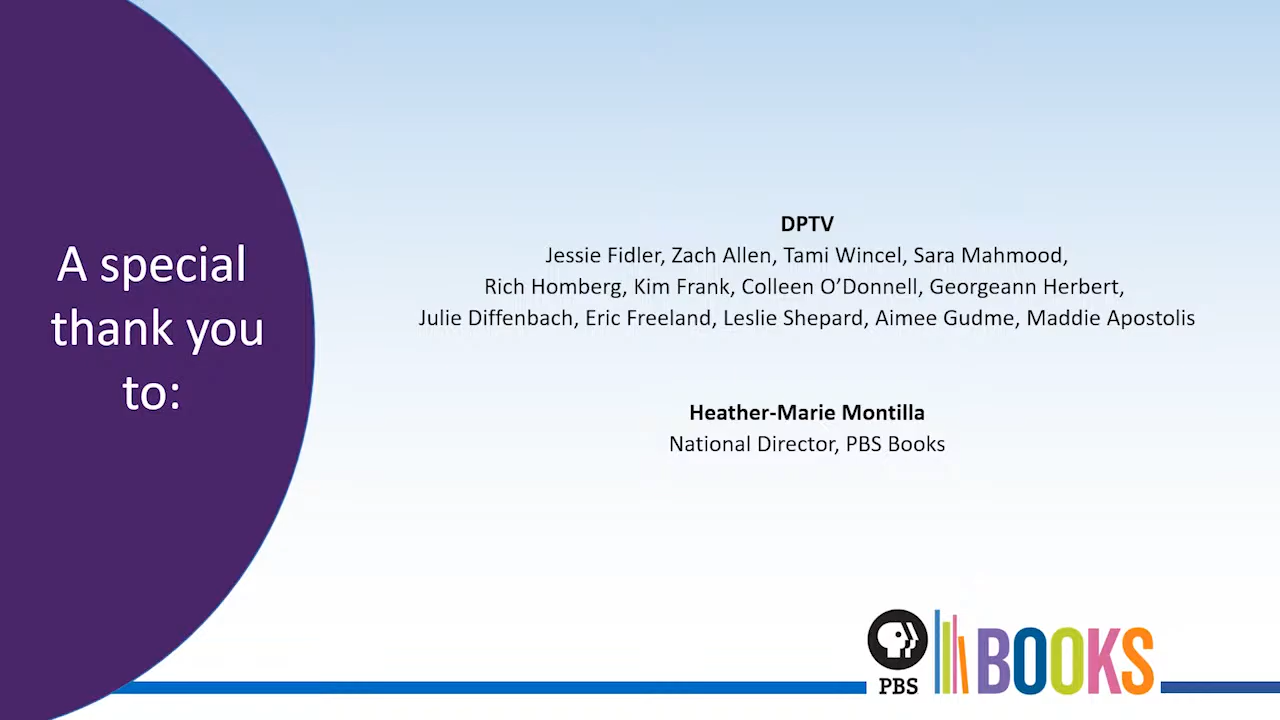 A special
thank you
to:
DPTV
Jessie Fidler, Zach Allen, Tami Wincel, Sara Mahmood,
Rich Homberg, Kim Frank, Colleen O’Donnell, Georgeann Herbert,
Julie Diffenbach, Eric Freeland, Leslie Shepard, Aimee Gudme, Maddie Apostolis
Heather-Marie Montilla
National Director, PBS Books
PBS
BOOKS